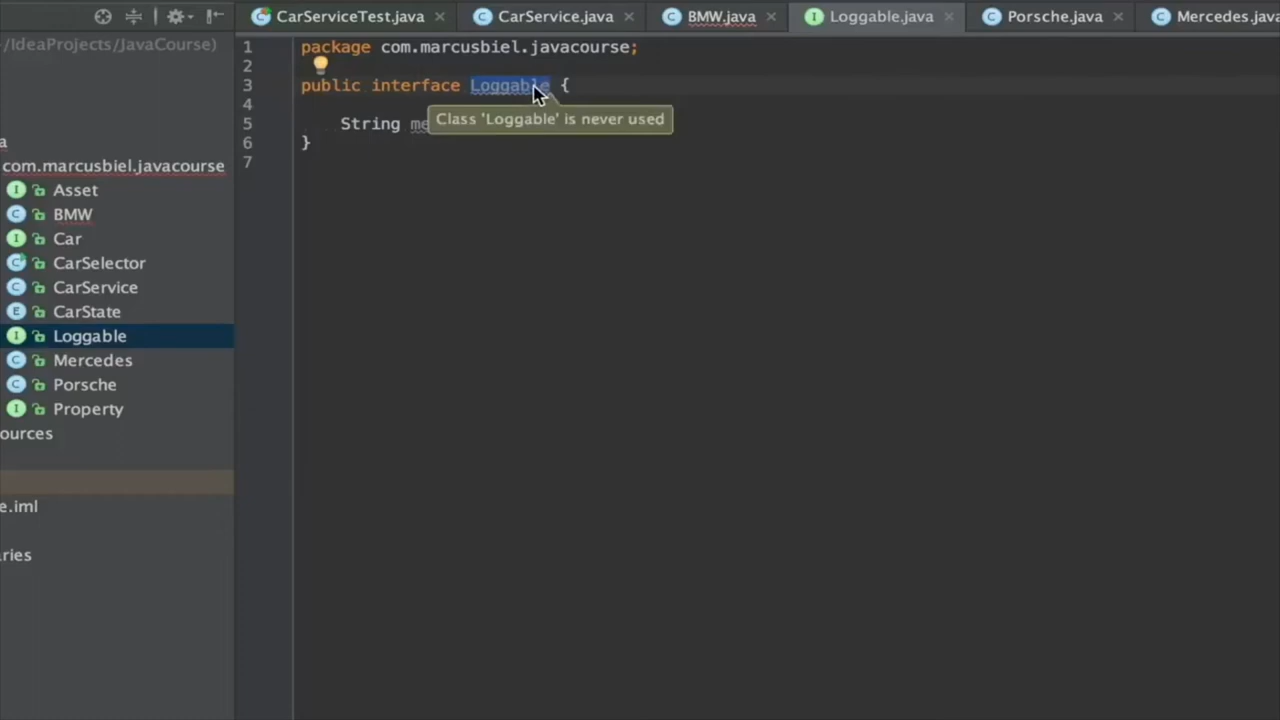 CarServiceTest.java
CarService.java
BMW.java
Loggable.java
Porsche.java
Mercedes.java
/IdeaProjects/JavaCourse)
com.marcusbiel.javacourse
Asset
BMW
Car
CarSelector
CarService
CarState
Loggable
Mercedes
Porsche
Property
ources
e.iml
ries
1 package com.marcusbiel.javacourse;
2
3 public interface Loggable {
4
5 String me
6 }
7
Class 'Loggable' is never used